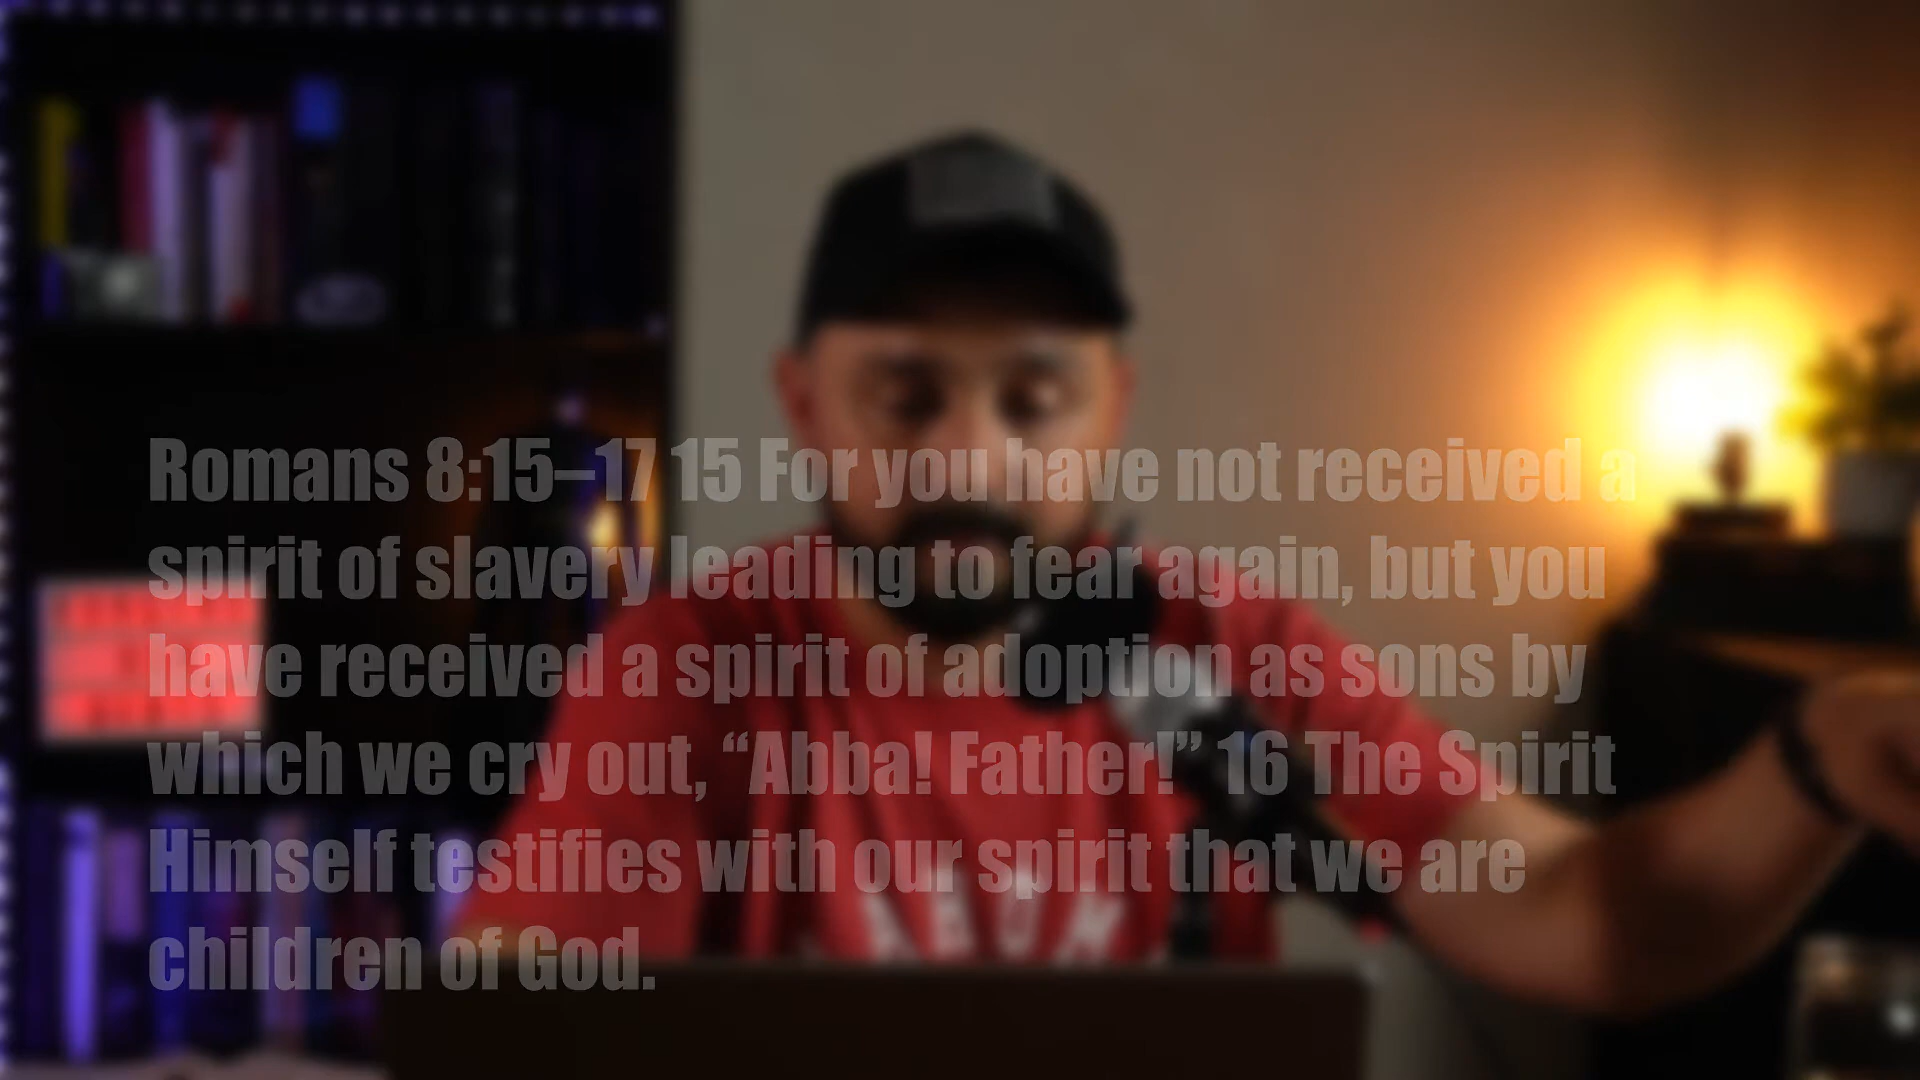 Romans 8:15–17 15 For you have not received a
spirit of slavery leading to fear again, but you
have received a spirit of adoption as sons by
which we cry out, “Abba! Father!” 16 The Spirit
Himself testifies with our spirit that we are
children of God.